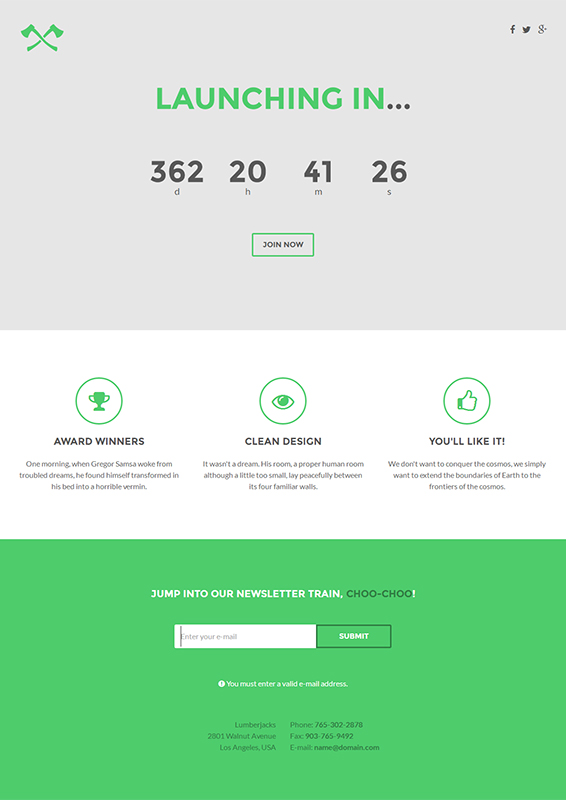 LAUNCHING IN...
362 20 41 26
d h m s
JOIN NOW
AWARD WINNERS
One morning, when Gregor Samsa woke from
troubled dreams, he found himself transformed in
his bed into a horrible vermin.
CLEAN DESIGN
It wasn't a dream. His room, a proper human room
although a little too small, lay peacefully between
its four familiar walls.
YOU'LL LIKE IT!
We don't want to conquer the cosmos, we simply
want to extend the boundaries of Earth to the
frontiers of the cosmos.
JUMP INTO OUR NEWSLETTER TRAIN, CHOO-CHOO!
Enter your e-mail
SUBMIT
You must enter a valid e-mail address.
Lumberjacks
2801 Walnut Avenue
Los Angeles, USA
Phone: 765-302-2878
Fax: 903-765-9492
E-mail: name@domain.com